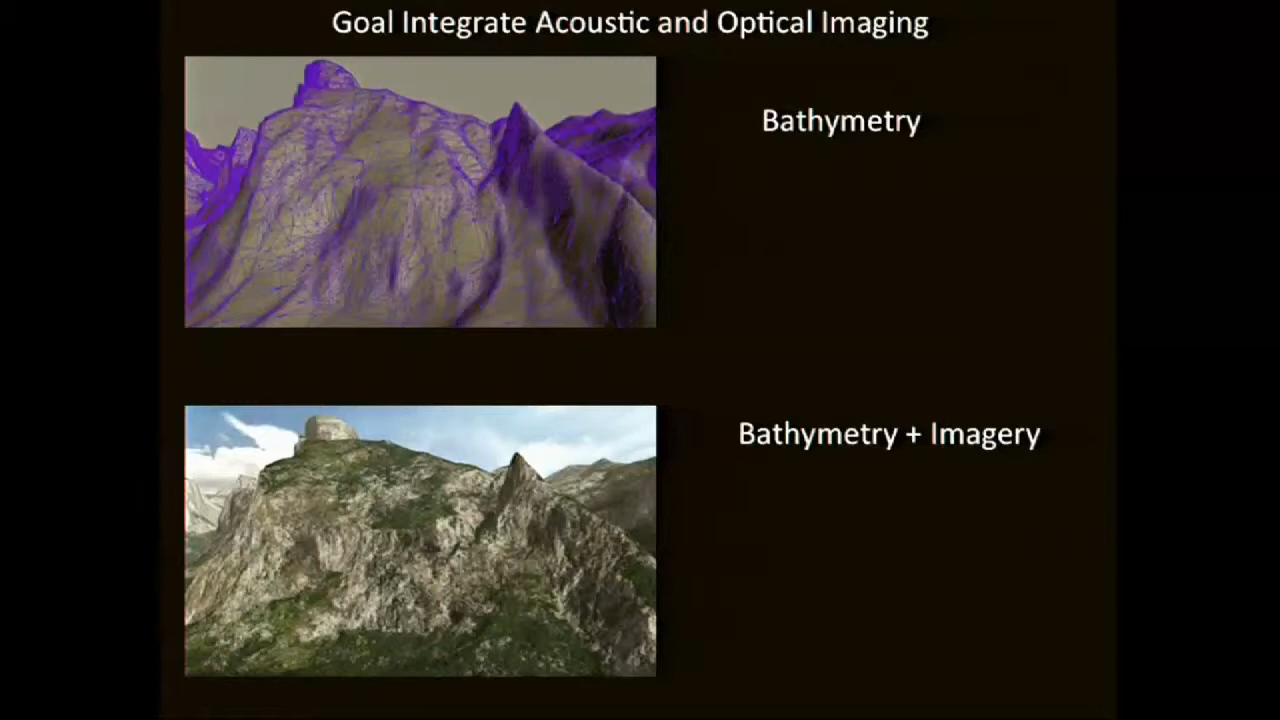 Goal Integrate Acoustic and Optical Imaging
Bathymetry
Bathymetry + Imagery